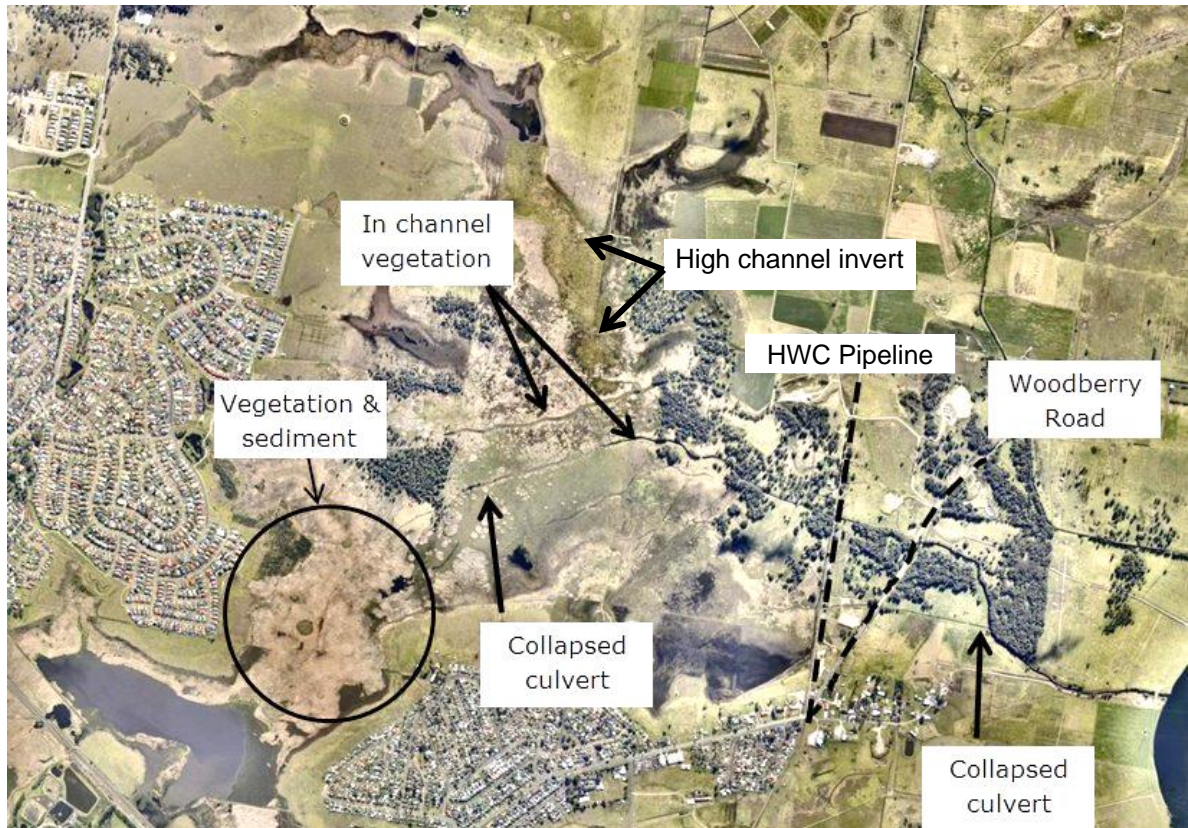 In channel
vegetation
High channel invert
HWC Pipeline
Woodberry
Road
Vegetation &
sediment
Collapsed
culvert
Collapsed
culvert